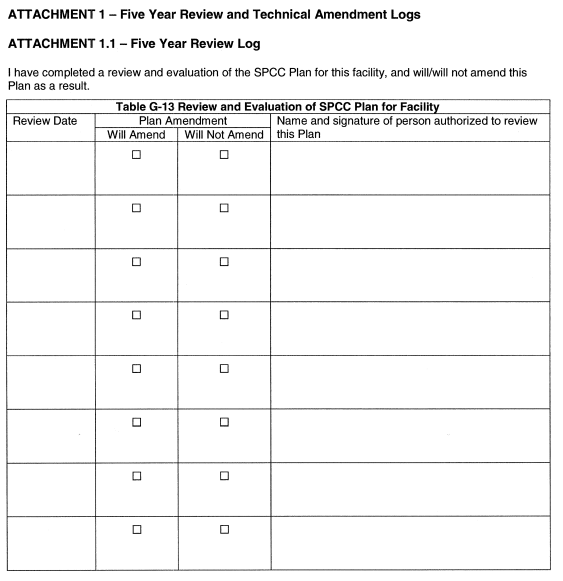 ATTACHMENT 1 – Five Year Review and Technical Amendment Logs
ATTACHMENT 1.1 – Five Year Review Log
I have completed a review and evaluation of the SPCC Plan for this facility, and will/will not amend this
Plan as a result.
Table G-13 Review and Evaluation of SPCC Plan for Facility
Review Date
Plan Amendment
Will Amend
Will Not Amend
Name and signature of person authorized to review
this Plan